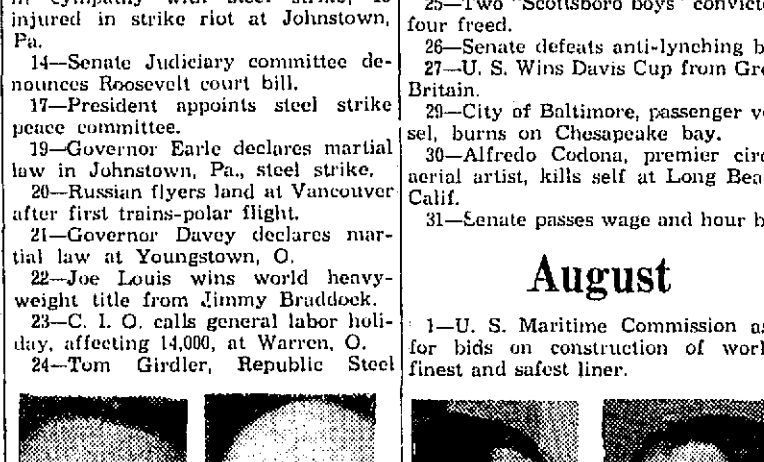 in sympathy with steel strike, 15
injured in strike riot at Johnstown,
Pa.
14—Senate Judiciary committee de-
nounces Roosevelt court bill.
17—President appoints steel strike
peace committee.
19—Governor Earle declares martial
law in Johnstown, Pa., steel strike.
20—Russian flyers land at Vancouver
after first trains-polar flight.
21—Governor Davey declares mar-
tial law at Youngstown, O.
22—Joe Louis wins world heavy-
weight title from Jimmy Braddock.
23—C. I. O. calls general labor holi-
day, affecting 14,000, at Warren, O.
24—Tom Girdler, Republic Steel
25—Two "Scottsboro boys" convicte
four freed.
26—Senate defeats anti-lynching b
27—U. S. Wins Davis Cup from Gre
Britain.
29—City of Baltimore, passenger ve
sel, burns on Chesapeake bay.
30—Alfredo Codona, premier circ
aerial artist, kills self at Long Bea
Calif.
31—Senate passes wage and hour b
August
1—U. S. Maritime Commission as
for bids on construction of worl
finest and safest liner.